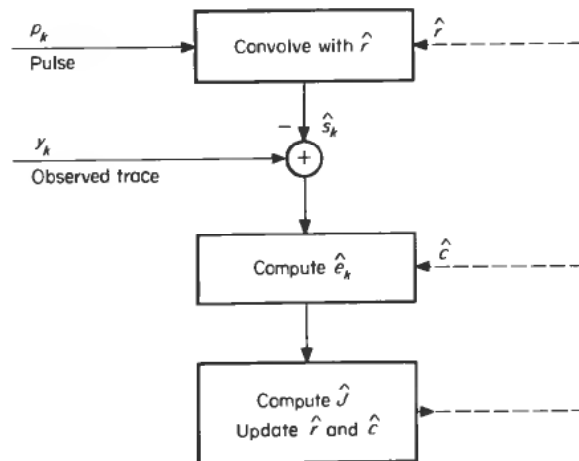 p_k
Pulse
Convolve with r̂
r̂
− ŝ_k
y_k
+
Observed trace
Compute ê_k
ĉ
Compute Ĵ
Update r̂ and ĉ